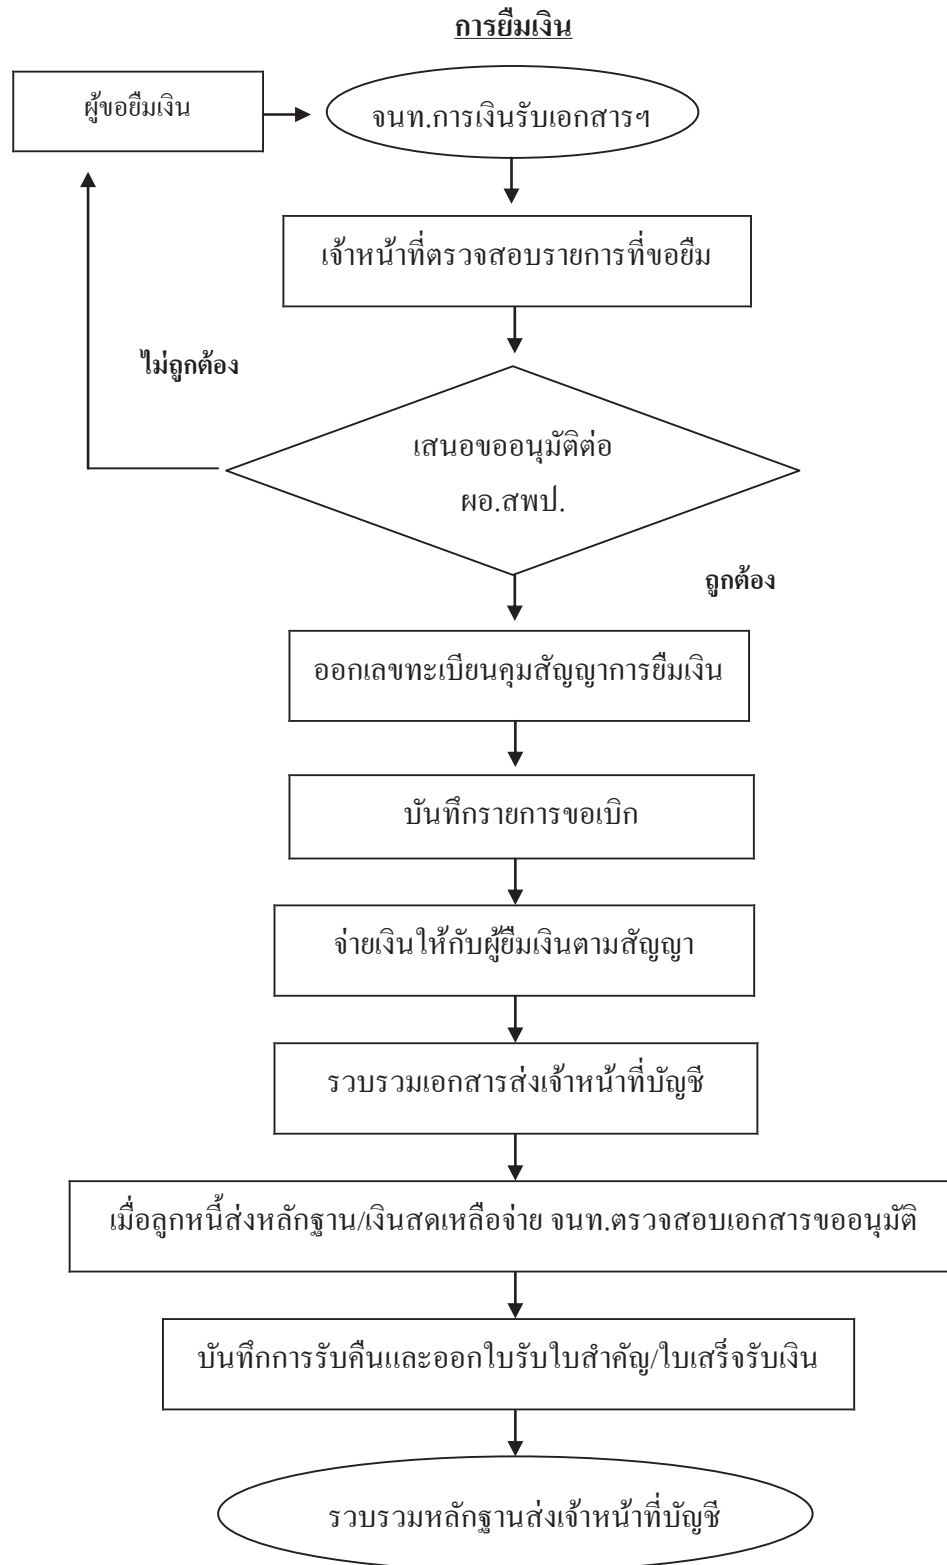 การยืมเงิน
ผู้ขอยืมเงิน
จนท.การเงินรับเอกสารฯ
เจ้าหน้าที่ตรวจสอบรายการที่ขอยืม
ไม่ถูกต้อง
เสนอขออนุมัติต่อ
ผอ.สพป.
ถูกต้อง
ออกเลขทะเบียนคุมสัญญาการยืมเงิน
บันทึกรายการขอเบิก
จ่ายเงินให้กับผู้ยืมเงินตามสัญญา
รวบรวมเอกสารส่งเจ้าหน้าที่บัญชี
เมื่อลูกหนี้ส่งหลักฐาน/เงินสดเหลือจ่าย จนท.ตรวจสอบเอกสารขออนุมัติ
บันทึกการรับคืนและออกใบรับใบสำคัญ/ใบเสร็จรับเงิน
รวบรวมหลักฐานส่งเจ้าหน้าที่บัญชี